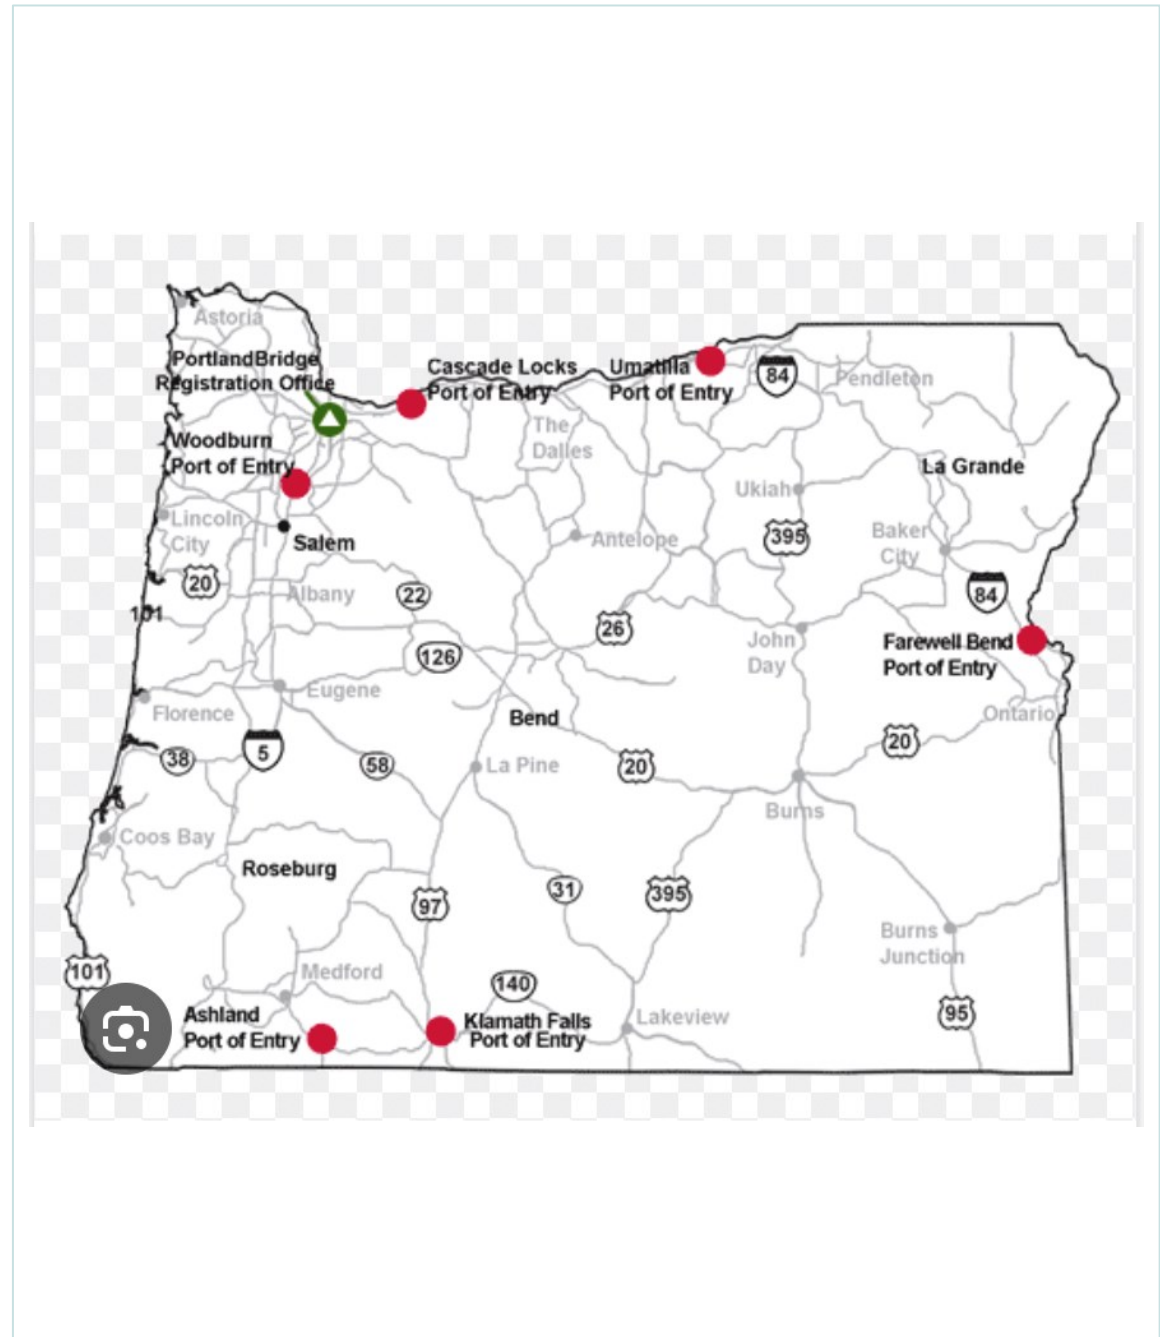 Astoria
PortlandBridge
Registration Office
Cascade Locks
Port of Entry
Umatilla
Port of Entry
84
Pendleton
Woodburn
Port of Entry
The
Dalles
La Grande
Ukiah
Lincoln
City
Salem
Antelope
395
Baker
City
20
Albany
22
84
101
26
126
John
Day
Farewell Bend
Port of Entry
Eugene
Florence
Bend
Ontario
38
5
58
La Pine
20
20
Burns
Coos Bay
Roseburg
97
31
395
Burns
Junction
101
Medford
140
95
Ashland
Port of Entry
Klamath Falls
Port of Entry
Lakeview